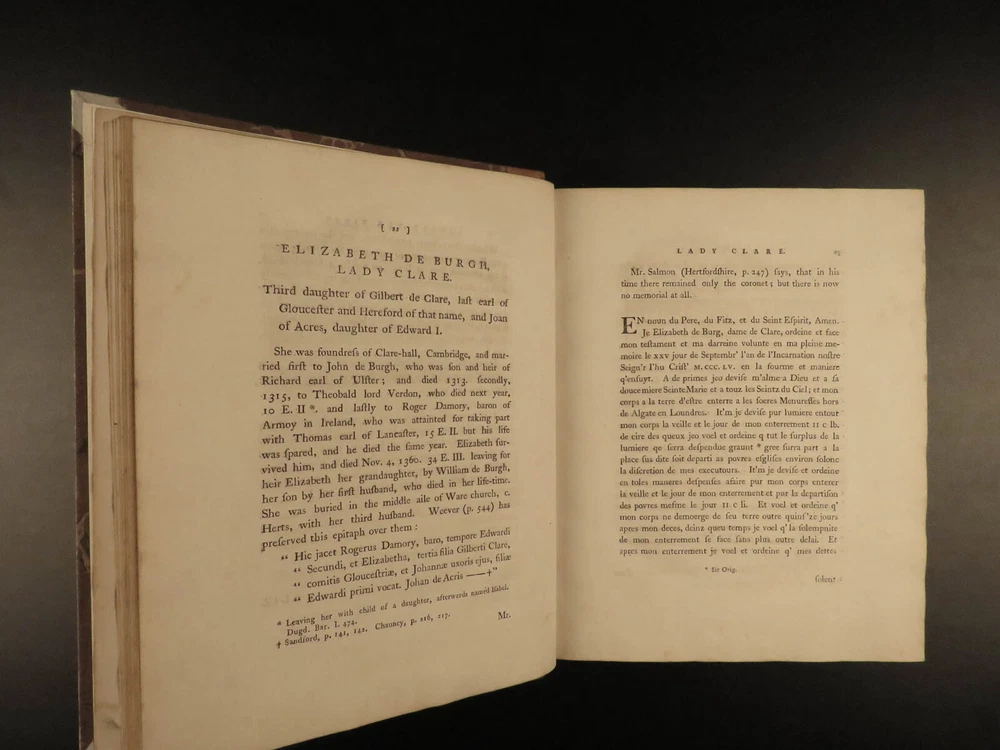 [ 22 ]
ELIZABETH DE BURGH,
LADY CLARE.
Third daughter of Gilbert de Clare, laſt earl of
Glouceſter and Hereford of that name, and Joan
of Acres, daughter of Edward I.
She was foundreſs of Clare-hall, Cambridge, and mar-
ried firſt to John de Burgh, who was ſon and heir of
Richard earl of Ulſter; and died 1313. ſecondly,
1315, to Theobald lord Verdon, who died next year,
10 E. II *. and laſtly to Roger Damory, baron of
Armoy in Ireland, who was attainted for taking part
with Thomas earl of Lancaſter, 15 E. II. but his life
was ſpared, and he died the ſame year. Elizabeth ſur-
vived him, and died Nov. 4, 1360. 34 E. III. leaving for
heir Elizabeth her grandaughter, by William de Burgh,
her ſon by her firſt huſband, who died in her life-time.
She was buried in the middle aile of Ware church, c.
Herts, with her third huſband. Weever (p. 544) has
preſerved this epitaph over them :
“ Hic jacet Rogerus Damory, baro, tempore Edwardi
“ Secundi, et Elizabetha, tertia filia Gilberti Clare,
“ comitis Glouceſtriæ, et Johannæ uxoris ejus, filiæ
“ Edwardi primi vocat. Johan de Acris —— †”
* Leaving her with child of a daughter, afterwards named Iſabel.
Dugd. Bar. I. 474.
† Sandford, p. 141, 142. Chauncy, p. 216, 217.
Mr.
LADY CLARE. 23
Mr. Salmon (Hertfordſhire, p. 247) ſays, that in his
time there remained only the coronet; but there is now
no memorial at all.
EN noun du Pere, du Fitz, et du Seint Eſpirit, Amen.
Je Elizabeth de Burg, dame de Clare, ordeine et face
mon teſtament et ma darreine volunte en ma pleine me-
moire le xxv jour de Septembr' l'an de l'Incarnation noſtre
Seign'r I'hu Criſt' M.CCC.LV. en la fourme et maniere
q'enſuyt. A de primes jeo deviſe m'alme a Dieu et a ſa
douce miere Seinte Marie et a touz les Seintz du Ciel; et mon
corps a la terre d'eſtre enterre a les ſoeres Menureſſes hors
de Algate en Loundres. It'm je deviſe pur lumiere entour
mon corps la veille et le jour de mon enterrement II c lb.
de cire des queux jeo voel et ordeine q tut le ſurplus de la
lumiere qe ſerra deſpendue graunt * gree ſurra part a la
place ſus dite ſoit departi as povres eſgliſes environ ſolonc
la diſcretion de mes executours. It'm je deviſe et ordeine
en toles maneres deſpenſes afaire pur mon corps enterer
la veille et le jour de mon enterrement et pur la departiſon
des povres meſme le jour II.c li. Et voel et ordeine q'
mon corps ne demoerge de ſeu terre outre quinſ'ze jours
apres mon deces, deinz queu temps je voel q'la ſolempnite
de mon enterrement ſe face ſans plus outre delai. Et
apres mon enterrement je voel et ordeine q' mes dettes
* Sir Orig.
ſolonc